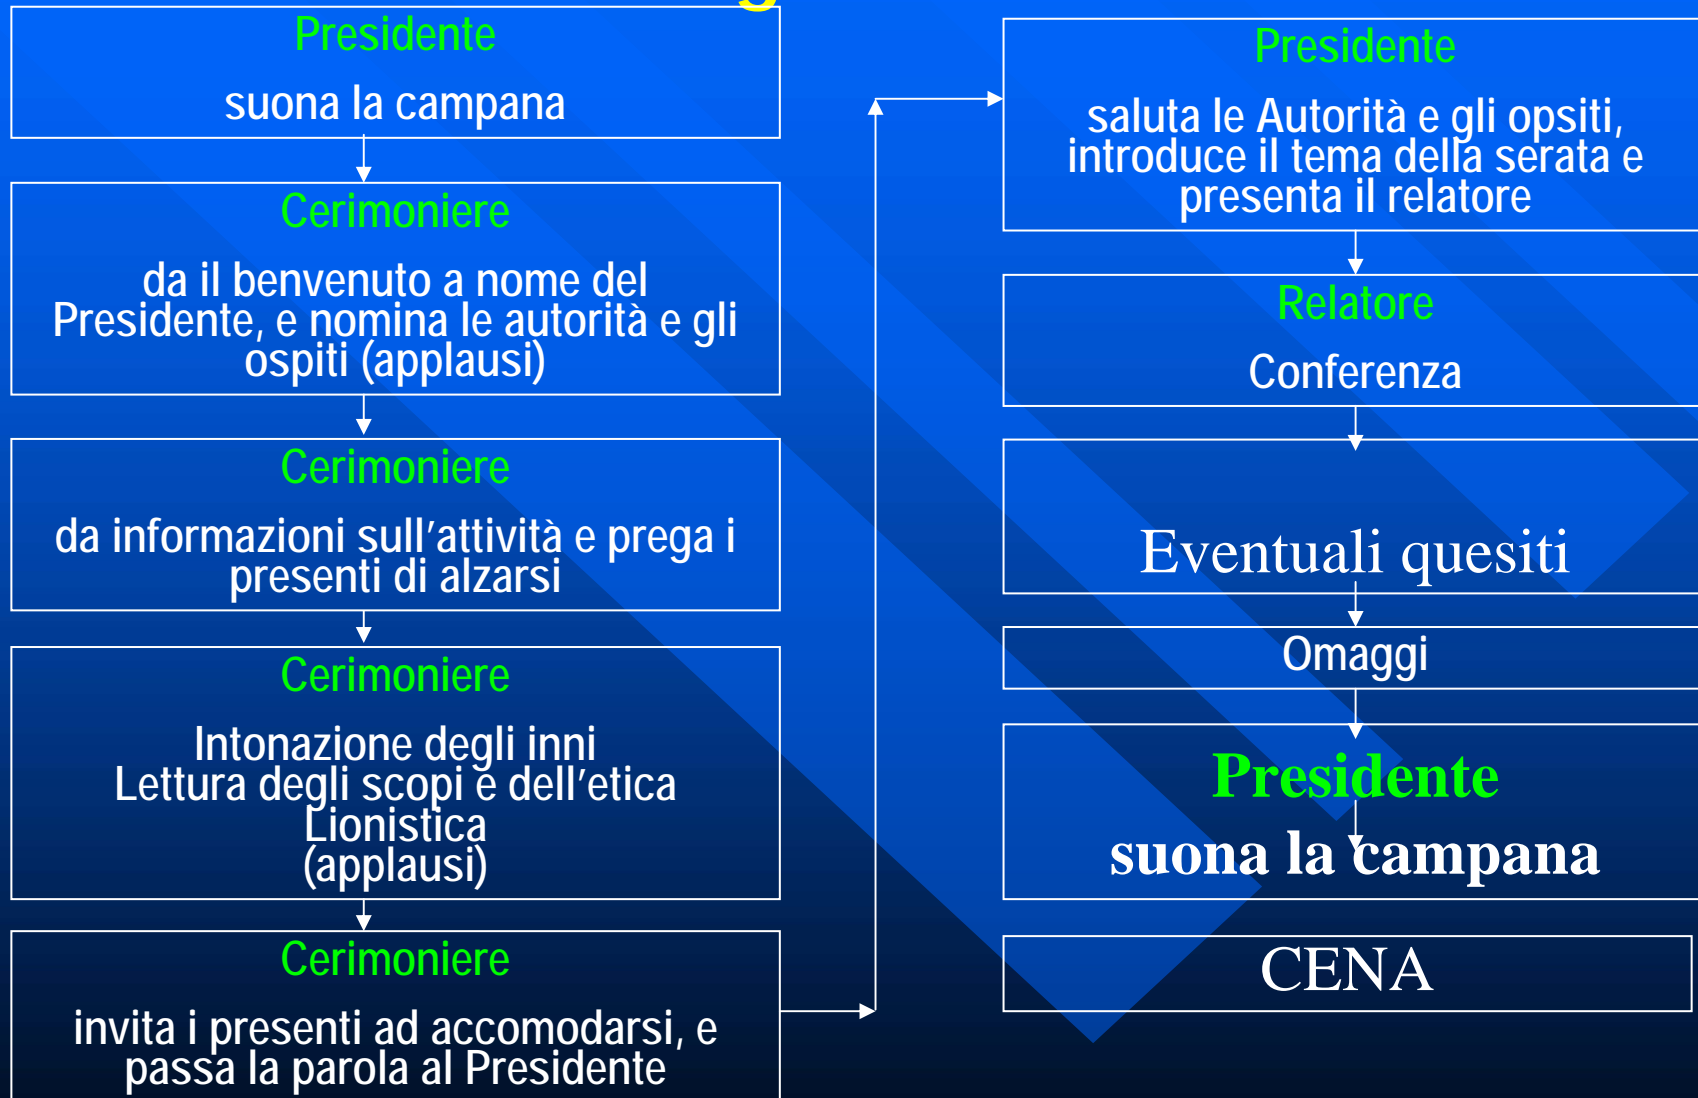 Presidente
suona la campana
Cerimoniere
da il benvenuto a nome del
Presidente, e nomina le autorità e gli
ospiti (applausi)
Cerimoniere
da informazioni sull'attività e prega i
presenti di alzarsi
Cerimoniere
Intonazione degli inni
Lettura degli scopi e dell'etica
Lionistica
(applausi)
Cerimoniere
invita i presenti ad accomodarsi, e
passa la parola al Presidente
Presidente
saluta le Autorità e gli opsiti,
introduce il tema della serata e
presenta il relatore
Relatore
Conferenza
Eventuali quesiti
Omaggi
Presidente
suona la campana
CENA